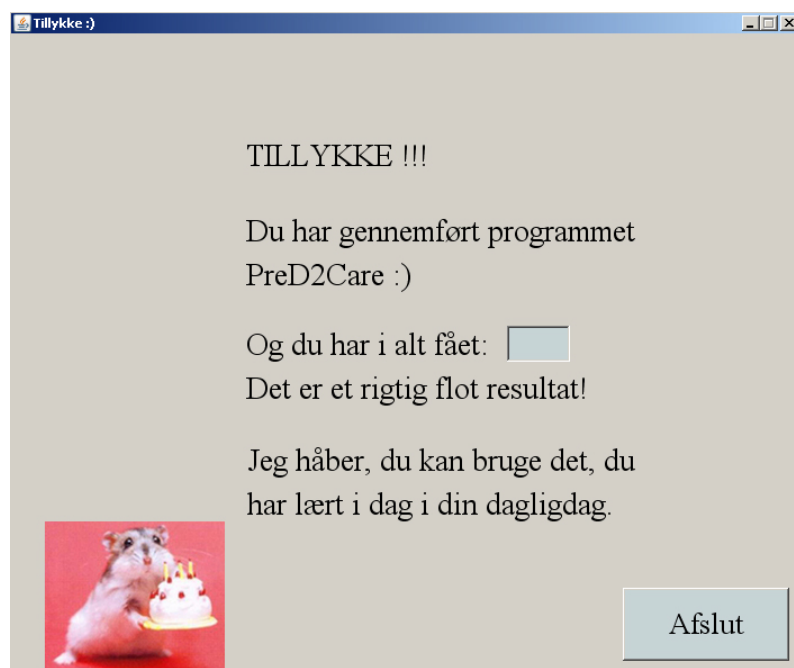 Tillykke :)
TILLYKKE !!!
Du har gennemført programmet
PreD2Care :)
Og du har i alt fået:
Det er et rigtig flot resultat!
Jeg håber, du kan bruge det, du
har lært i dag i din dagligdag.
Afslut